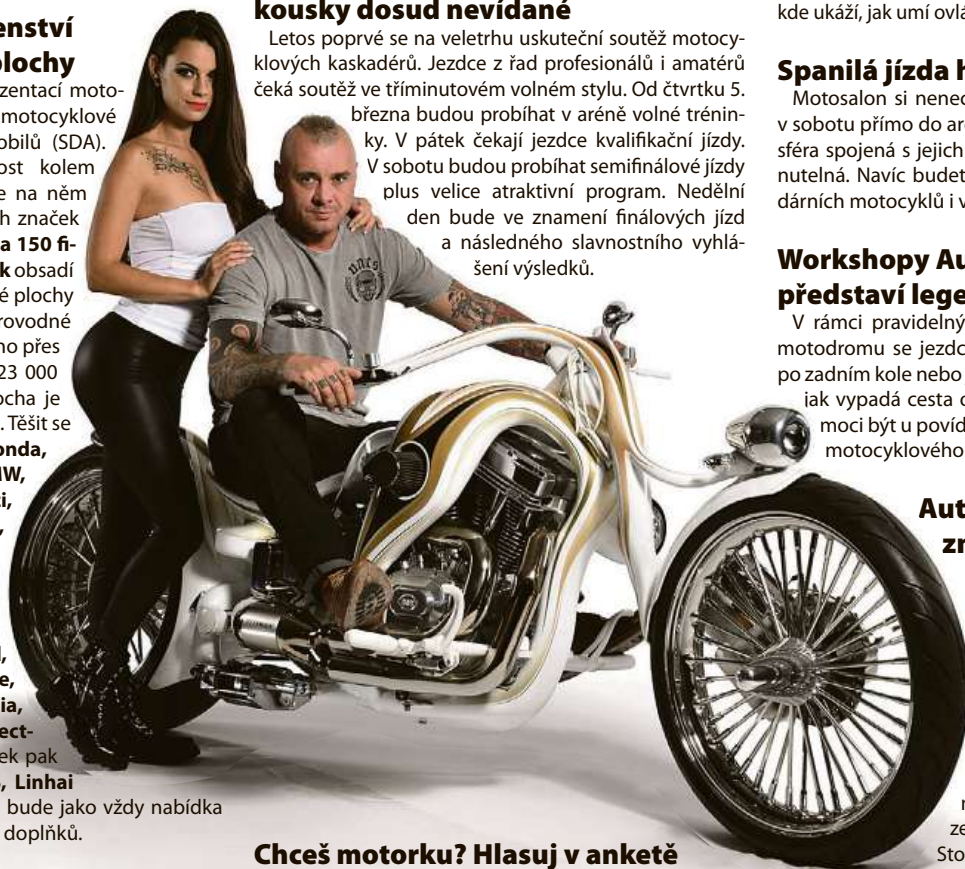 enství
plochy
zentací moto-
motocyklové
obilů (SDA).
ost kolem
e na něm
h značek
a 150 fi-
k obsadí
é plochy
rovodné
no přes
23 000
ocha je
. Těšit se
onda,
MW,
i,
,
l,
e,
ia,
ect-
ek pak
, Linhai
bude jako vždy nabídka
doplňků.
kousky dosud nevídané
Letos poprvé se na veletrhu uskuteční soutěž motocy-
klových kaskadérů. Jezdce z řad profesionálů i amatérů
čeká soutěž ve tříminutovém volném stylu. Od čtvrtku 5.
března budou probíhat v aréně volné trénin-
ky. V pátek čekají jezdce kvalifikační jízdy.
V sobotu budou probíhat semifinálové jízdy
plus velice atraktivní program. Nedělní
den bude ve znamení finálových jízd
a následného slavnostního vyhlá-
šení výsledků.
Chceš motorku? Hlasuj v anketě
kde ukáží, jak umí ovlá
Spanilá jízda h
Motosalon si nenec
v sobotu přímo do are
sféra spojená s jejich
nutelná. Navíc budet
dárních motocyklů i v
Workshopy Au
představí lege
V rámci pravidelný
motodromu se jezdc
po zadním kole nebo
jak vypadá cesta o
moci být u povíd
motocyklového
Aut
zn
n
ze
Sto